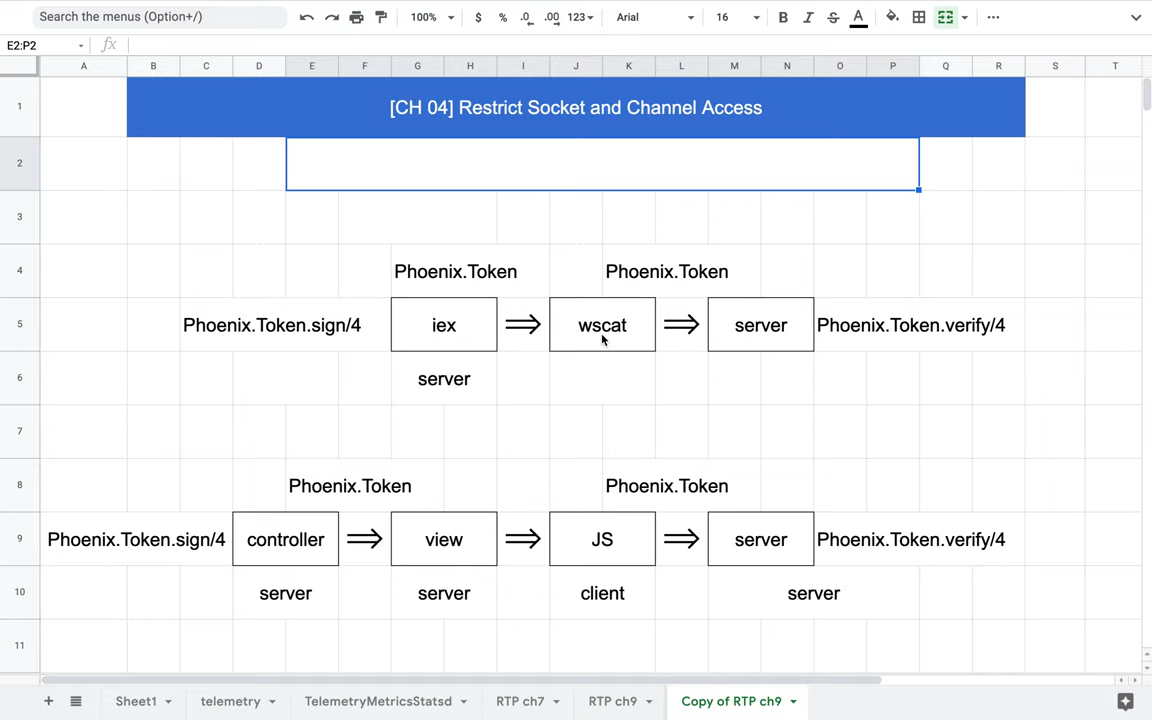 Search the menus (Option+/)
100% $ % .0 .00 123 Arial 16 B I S A
E2:P2 fx
A B C D E F G H I J K L M N O P Q R S T
1 [CH 04] Restrict Socket and Channel Access
2
3
4 Phoenix.Token Phoenix.Token
5 Phoenix.Token.sign/4 iex ⇒ wscat ⇒ server Phoenix.Token.verify/4
6 server
7
8 Phoenix.Token Phoenix.Token
9 Phoenix.Token.sign/4 controller ⇒ view ⇒ JS ⇒ server Phoenix.Token.verify/4
10 server server client server
11
+ Sheet1 telemetry TelemetryMetricsStatsd RTP ch7 RTP ch9 Copy of RTP ch9